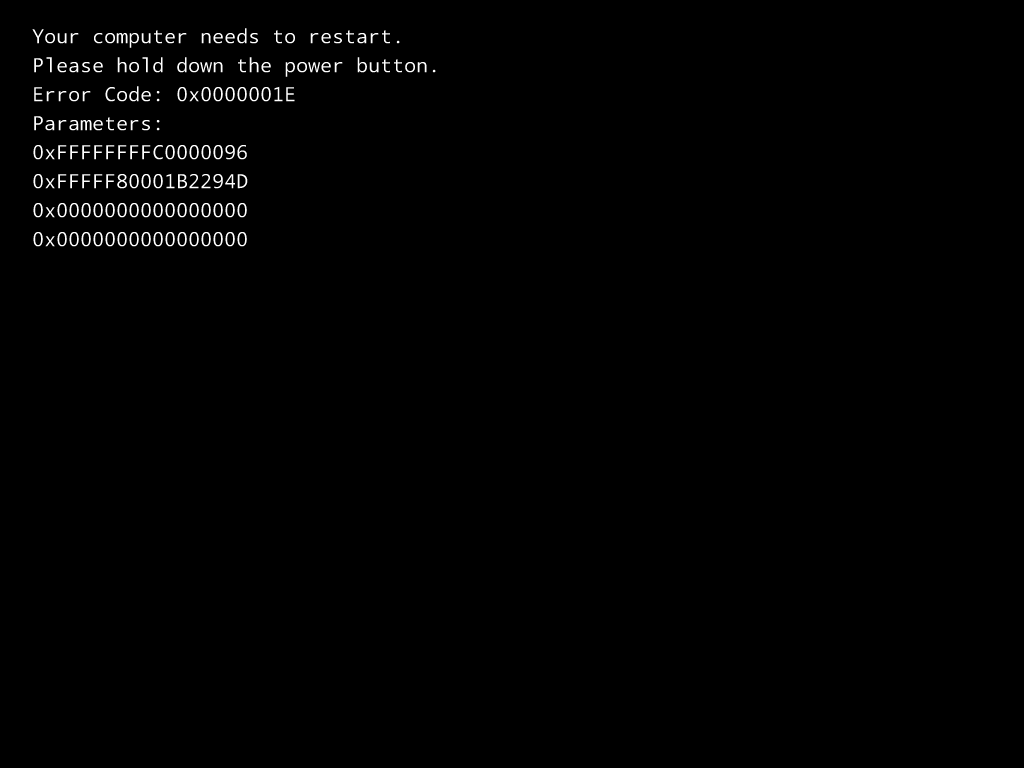 Your computer needs to restart.
Please hold down the power button.
Error Code: 0x0000001E
Parameters:
0xFFFFFFFFC0000096
0xFFFFF80001B2294D
0x0000000000000000
0x0000000000000000